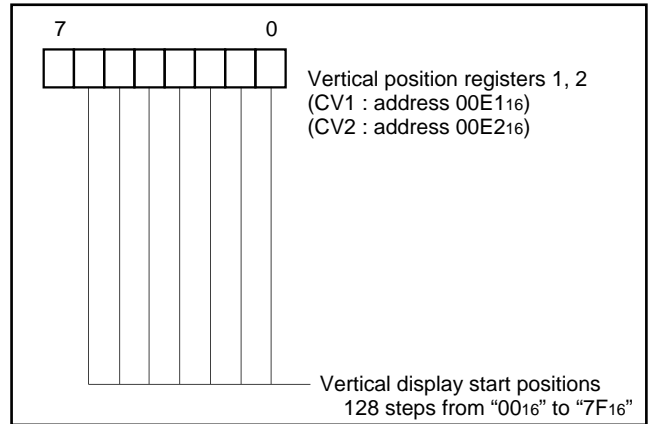 7 0
Vertical position registers 1, 2
(CV1 : address 00E116)
(CV2 : address 00E216)
Vertical display start positions
128 steps from “0016” to “7F16”